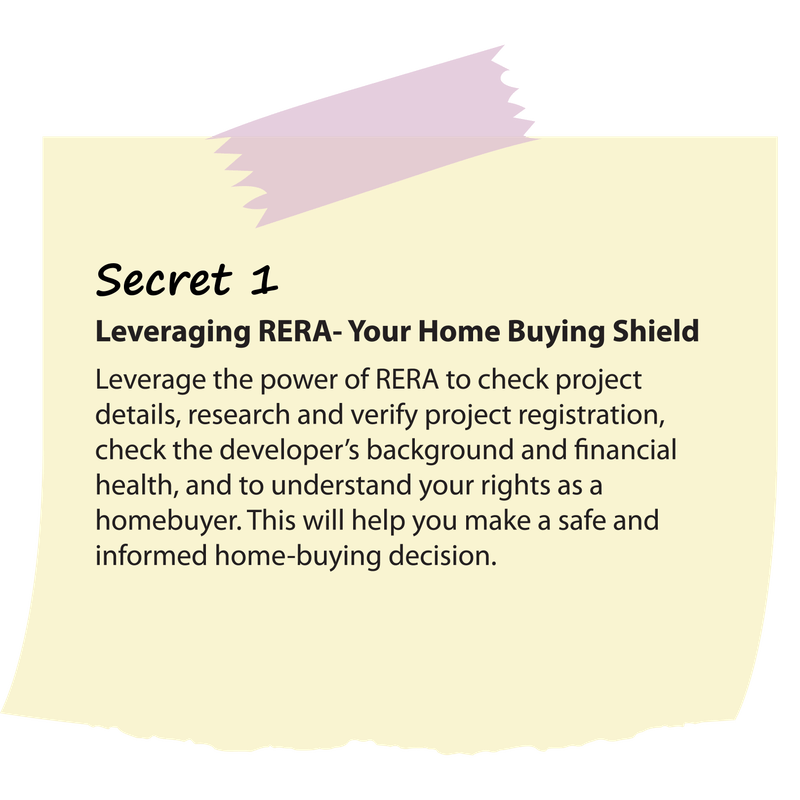 Secret 1
Leveraging RERA- Your Home Buying Shield
Leverage the power of RERA to check project
details, research and verify project registration,
check the developer’s background and financial
health, and to understand your rights as a
homebuyer. This will help you make a safe and
informed home-buying decision.